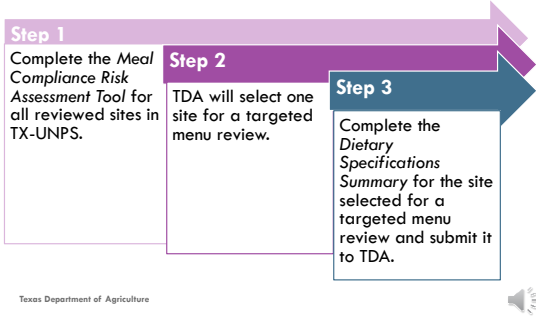 Step 1
Complete the Meal
Compliance Risk
Assessment Tool for
all reviewed sites in
TX-UNPS.
Step 2
TDA will select one
site for a targeted
menu review.
Step 3
Complete the
Dietary
Specifications
Summary for the site
selected for a
targeted menu
review and submit it
to TDA.
Texas Department of Agriculture